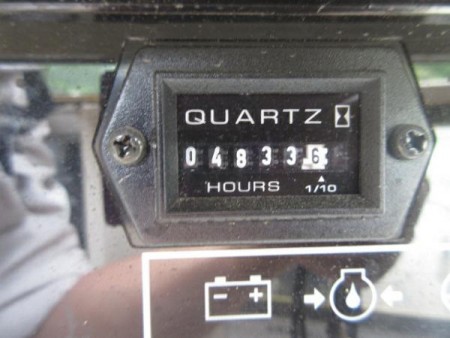 QUARTZ
048336
HOURS 1/10
- +